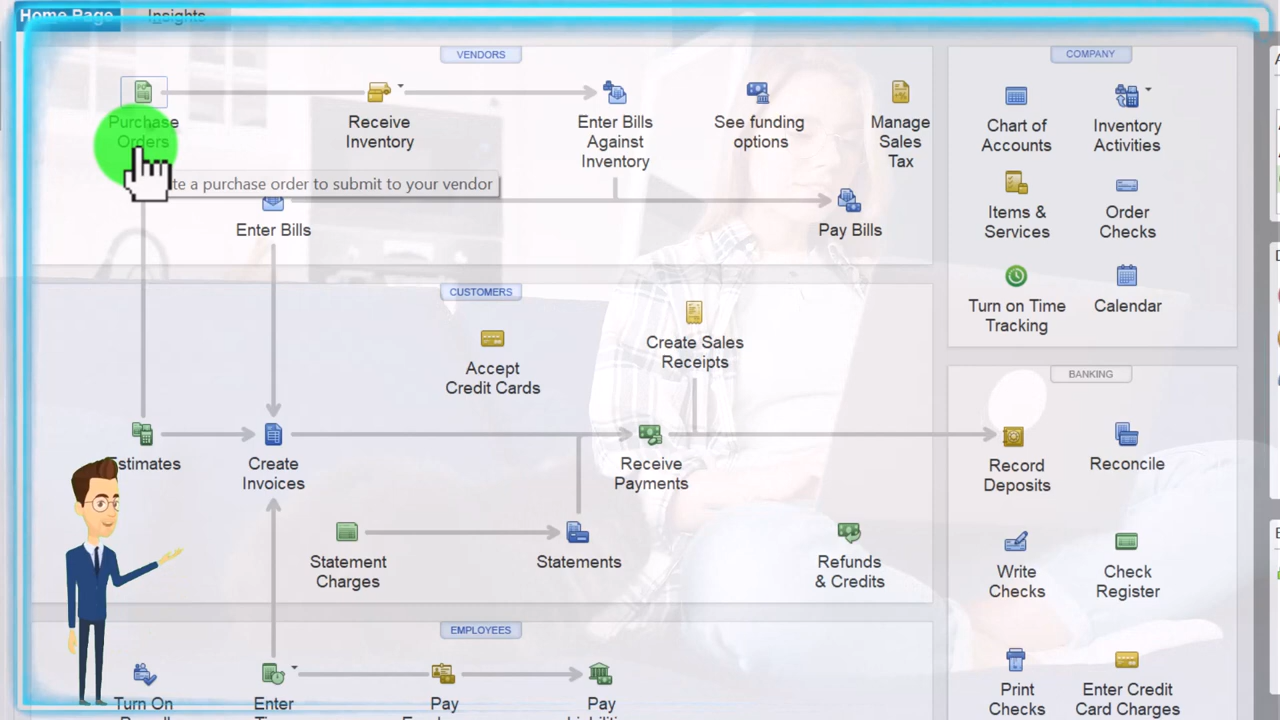 Home Page
Insights
VENDORS
Purchase
Orders
Receive
Inventory
Enter Bills
Against
Inventory
See funding
options
Manage
Sales
Tax
te a purchase order to submit to your vendor
Enter Bills
Pay Bills
COMPANY
Chart of
Accounts
Inventory
Activities
Items &
Services
Order
Checks
Turn on Time
Tracking
Calendar
CUSTOMERS
Accept
Credit Cards
Create Sales
Receipts
Estimates
Create
Invoices
Receive
Payments
Statement
Charges
Statements
Refunds
& Credits
BANKING
Record
Deposits
Reconcile
Write
Checks
Check
Register
Print
Checks
Enter Credit
Card Charges
EMPLOYEES
Turn On
Enter
Pay
Pay